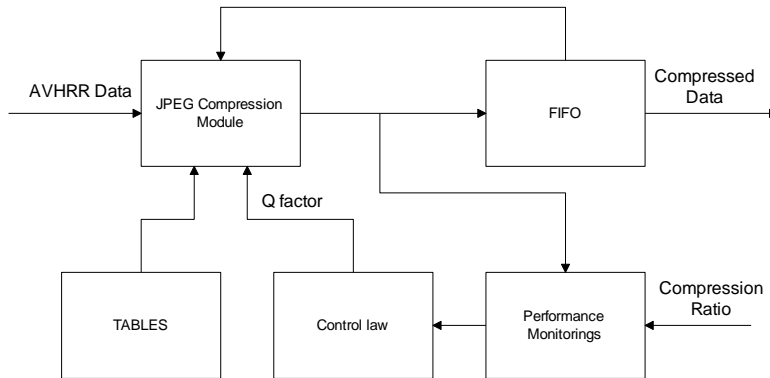 AVHRR Data
JPEG Compression
Module
FIFO
Compressed
Data
Q factor
TABLES
Control law
Performance
Monitorings
Compression
Ratio